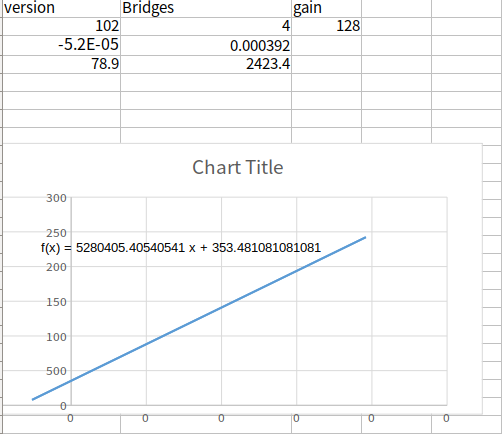 version Bridges gain
102 4 128
-5.2E-05 0.000392
78.9 2423.4
Chart Title
300
250
f(x) = 5280405.40540541 x + 353.481081081081
200
150
100
500
0
0 0 0 0 0 0